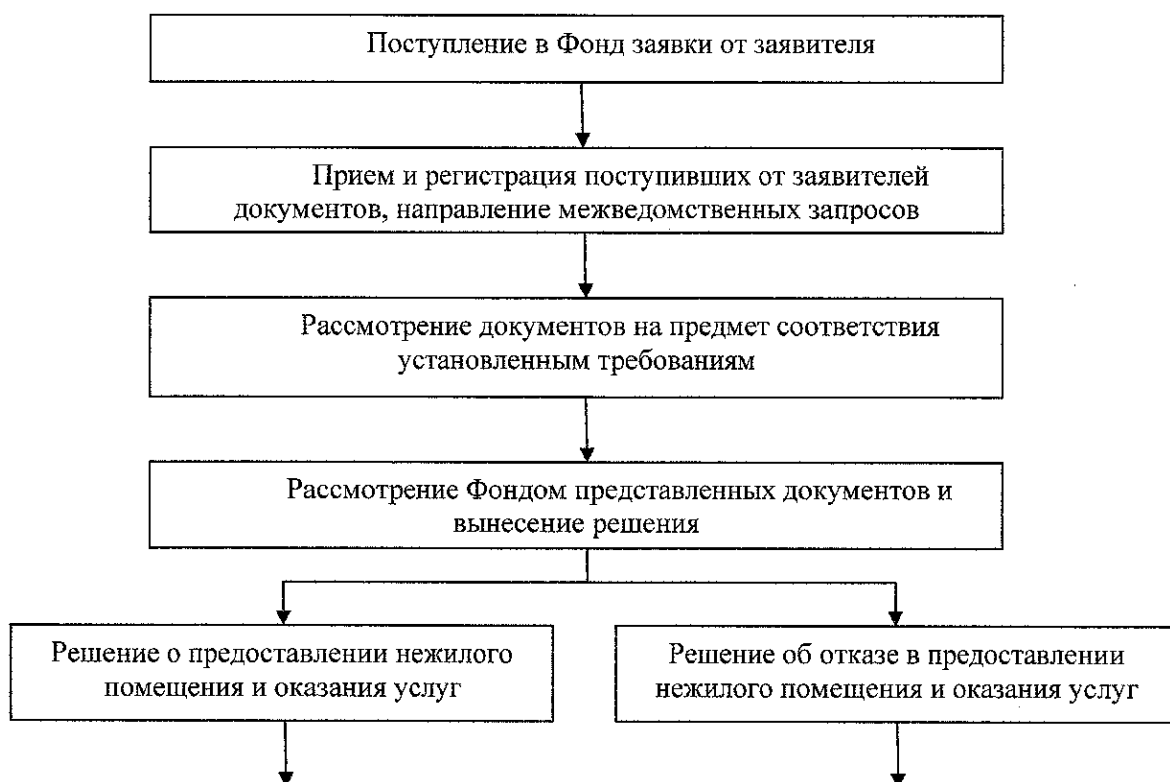 Поступление в Фонд заявки от заявителя
Прием и регистрация поступивших от заявителей
документов, направление межведомственных запросов
Рассмотрение документов на предмет соответствия
установленным требованиям
Рассмотрение Фондом представленных документов и
вынесение решения
Решение о предоставлении нежилого
помещения и оказания услуг
Решение об отказе в предоставлении
нежилого помещения и оказания услуг